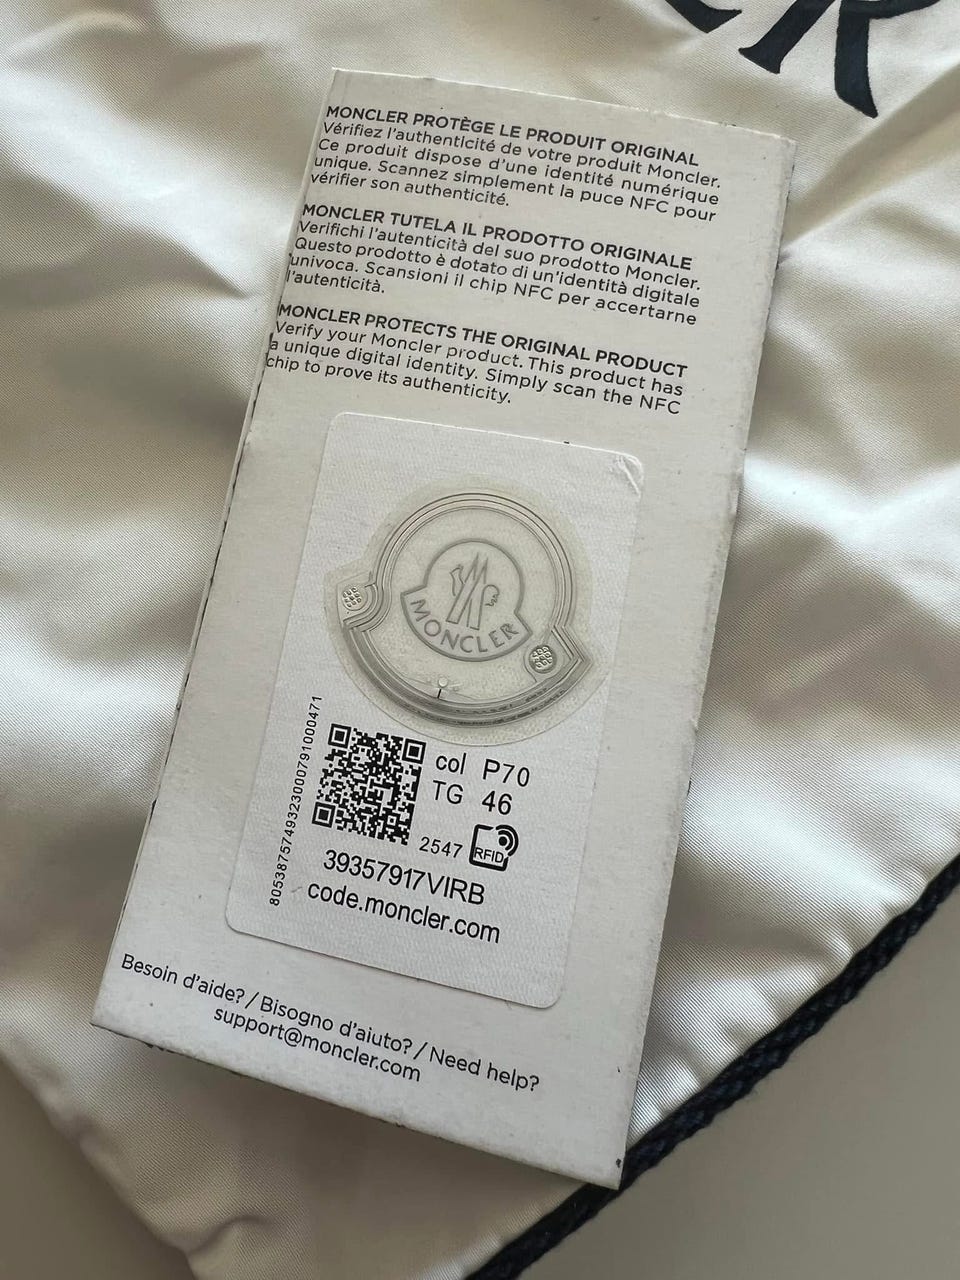 ER
MONCLER PROTÈGE LE PRODUIT ORIGINAL
Vérifiez l'authenticité de votre produit Moncler.
Ce produit dispose d'une identité numérique
unique. Scannez simplement la puce NFC pour
vérifier son authenticité.
MONCLER TUTELA IL PRODOTTO ORIGINALE
Verifichi l'autenticità del suo prodotto Moncler.
Questo prodotto è dotato di un'identità digitale
univoca. Scansioni il chip NFC per accertarne
l'autenticità.
MONCLER PROTECTS THE ORIGINAL PRODUCT
Verify your Moncler product. This product has
a unique digital identity. Simply scan the NFC
chip to prove its authenticity.
MONCLER
8053875749323000791000471
col P70
TG 46
2547 RFID
39357917VIRB
code.moncler.com
Besoin d'aide? / Bisogno d'aiuto? / Need help?
support@moncler.com